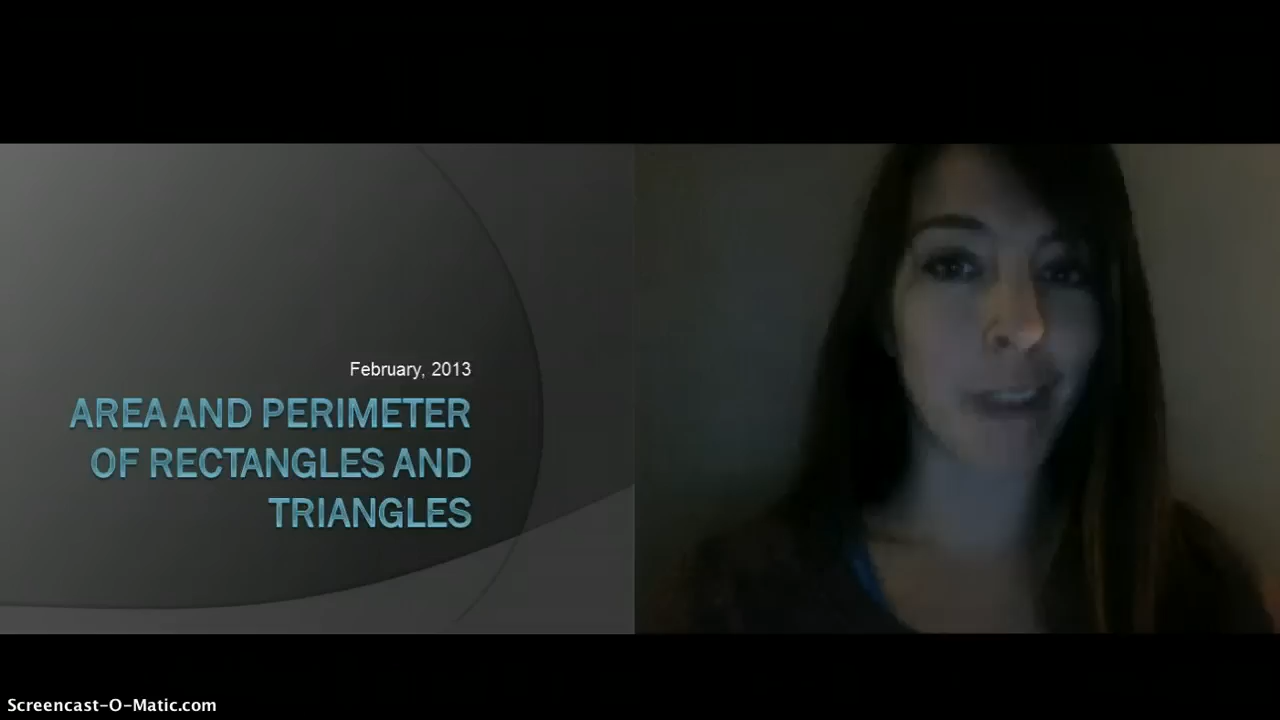 February, 2013
AREA AND PERIMETER
OF RECTANGLES AND
TRIANGLES
Screencast-O-Matic.com